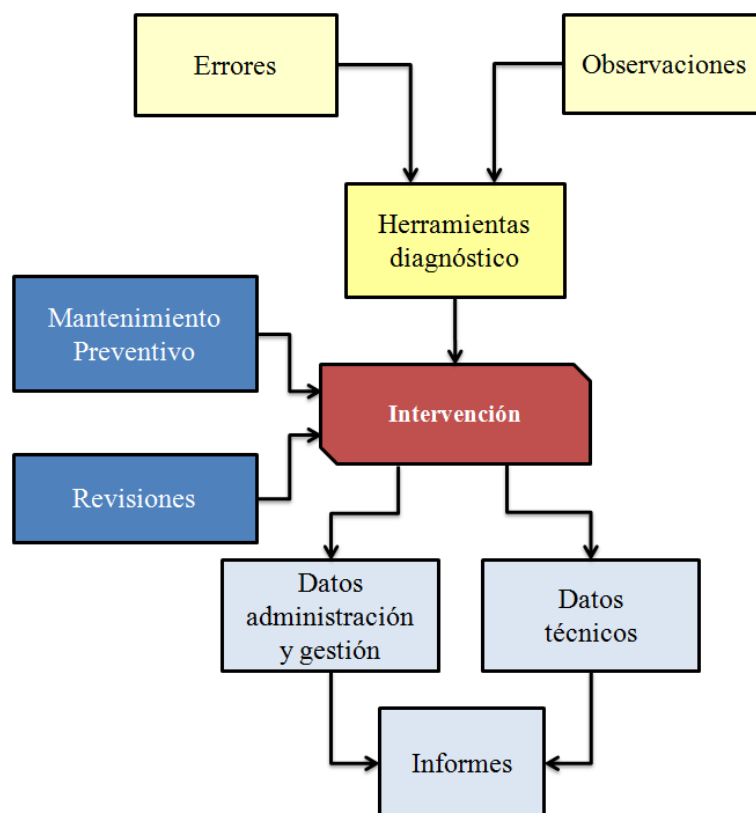 Errores
Observaciones
Herramientas
diagnóstico
Mantenimiento
Preventivo
Intervención
Revisiones
Datos
administración
y gestión
Datos
técnicos
Informes